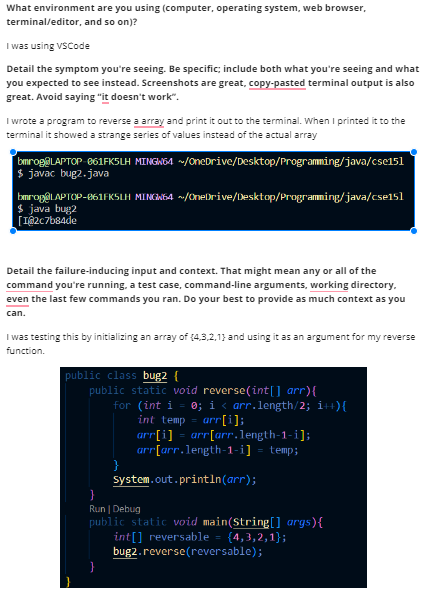 What environment are you using (computer, operating system, web browser,
terminal/editor, and so on)?
I was using VSCode
Detail the symptom you're seeing. Be specific; include both what you're seeing and what
you expected to see instead. Screenshots are great, copy-pasted terminal output is also
great. Avoid saying "it doesn't work".
I wrote a program to reverse a array and print it out to the terminal. When I printed it to the
terminal it showed a strange series of values instead of the actual array
bmrog@LAPTOP-061FK5LH MINGW64 ~/OneDrive/Desktop/Programming/java/cse15l
$ javac bug2.java
bmrog@LAPTOP-061FK5LH MINGW64 ~/OneDrive/Desktop/Programming/java/cse15l
$ java bug2
[I@2c7b84de
Detail the failure-inducing input and context. That might mean any or all of the
command you're running, a test case, command-line arguments, working directory,
even the last few commands you ran. Do your best to provide as much context as you
can.
I was testing this by initializing an array of {4,3,2,1} and using it as an argument for my reverse
function.
public class bug2 {
public static void reverse(int[] arr){
for (int i = 0; i < arr.length/2; i++){
int temp = arr[i];
arr[i] = arr[arr.length-1-i];
arr[arr.length-1-i] = temp;
}
System.out.println(arr);
}
Run | Debug
public static void main(String[] args){
int[] reversable = {4,3,2,1};
bug2.reverse(reversable);
}
}